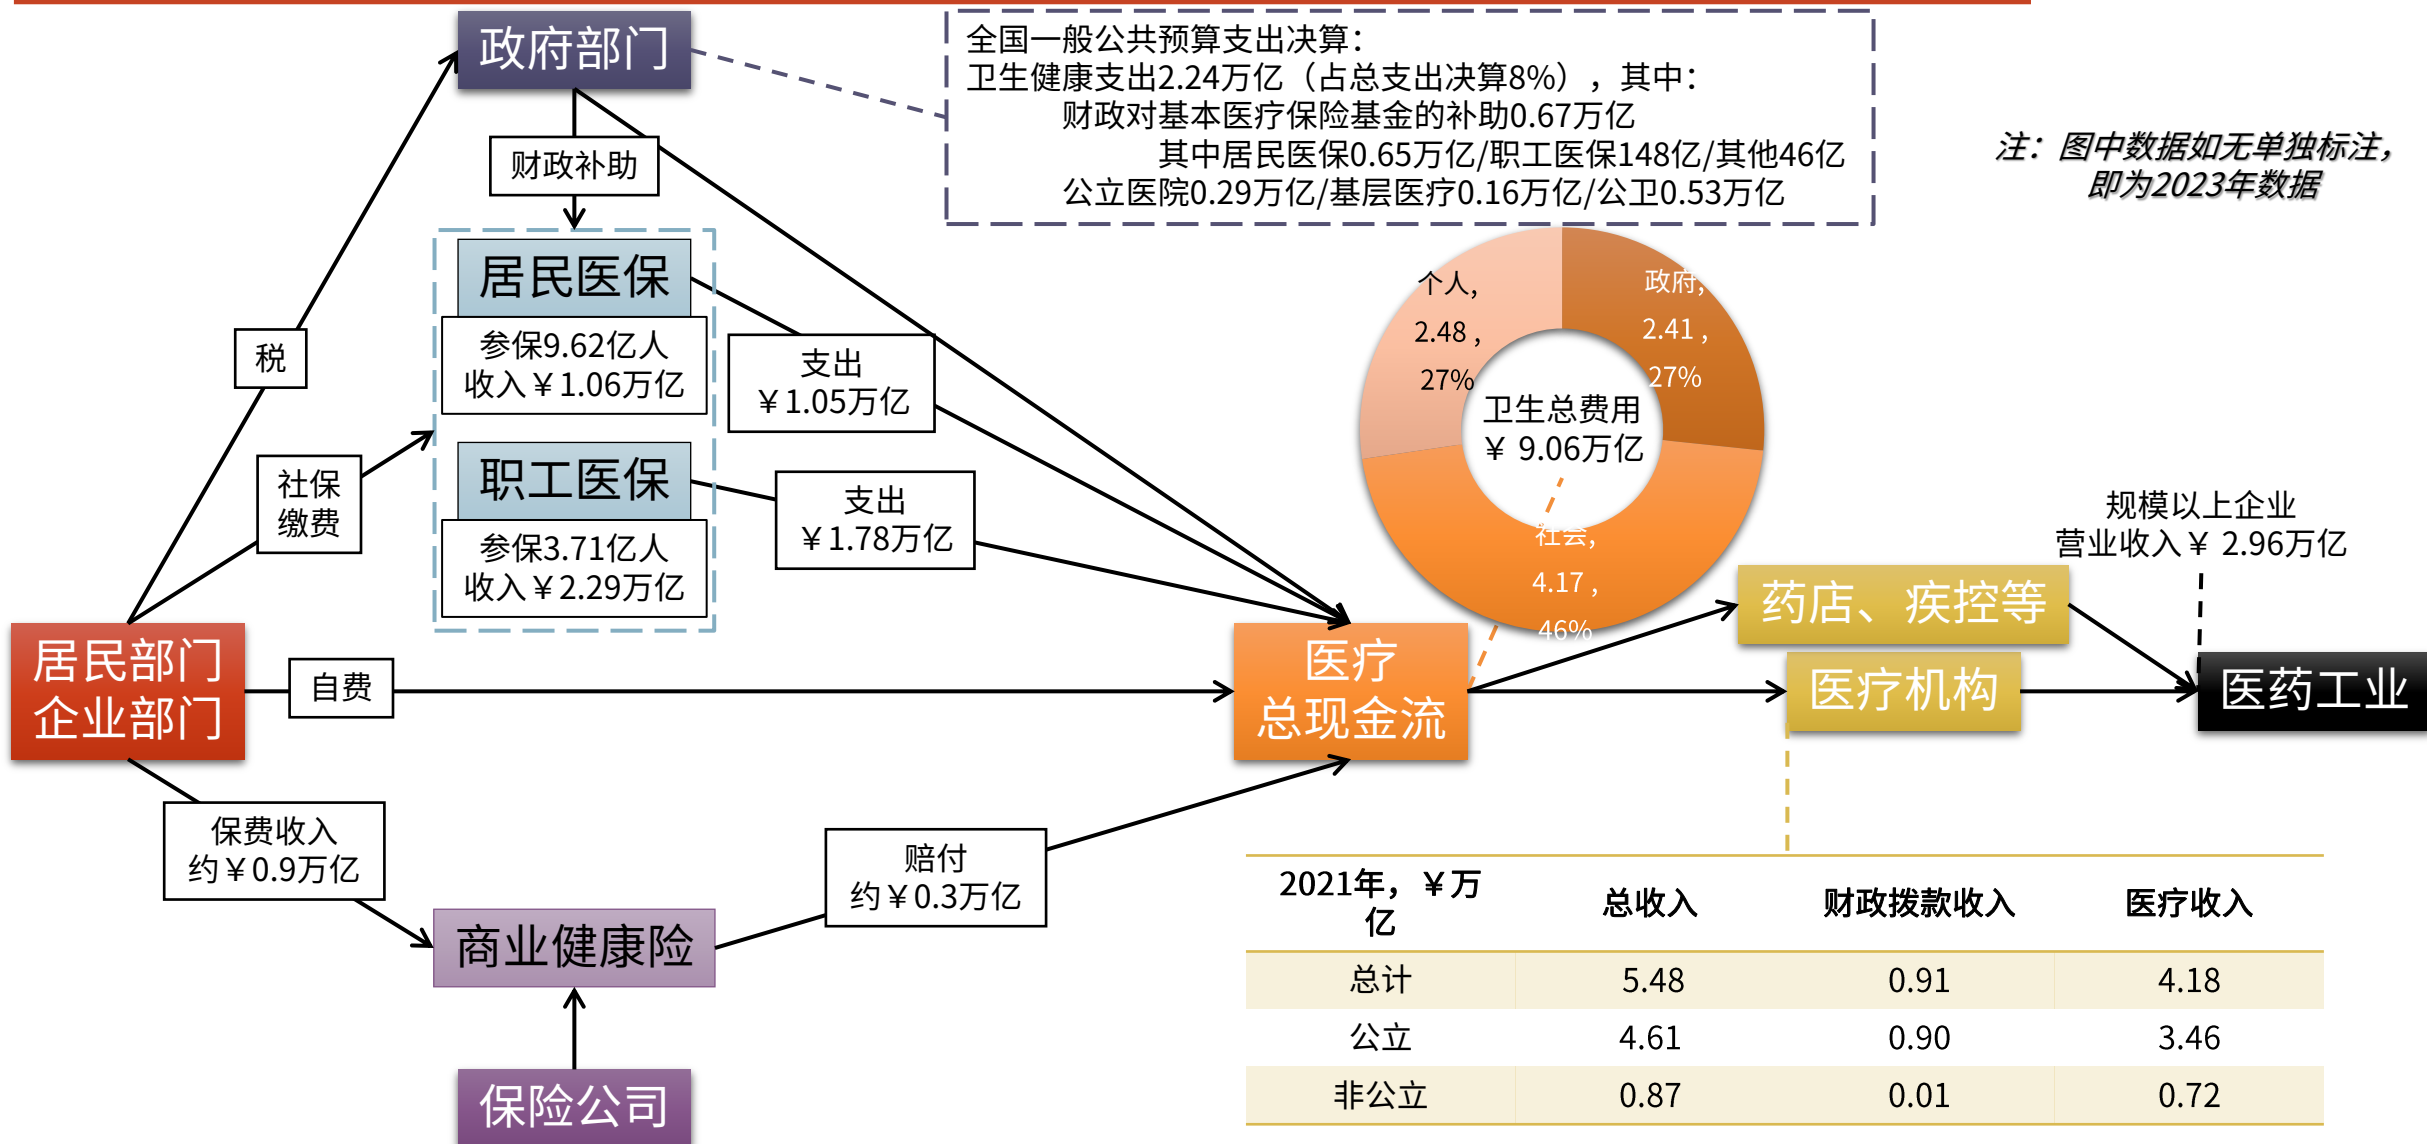 政府部门
全国一般公共预算支出决算：
卫生健康支出2.24万亿（占总支出决算8%），其中：
财政对基本医疗保险基金的补助0.67万亿
其中居民医保0.65万亿/职工医保148亿/其他46亿
公立医院0.29万亿/基层医疗0.16万亿/公卫0.53万亿
注：图中数据如无单独标注，
即为2023年数据
财政补助
居民医保
参保9.62亿人
收入￥1.06万亿
职工医保
参保3.71亿人
收入￥2.29万亿
税
社保
缴费
支出
￥1.05万亿
支出
￥1.78万亿
个人，
2.48，
27%
政府，
2.41，
27%
卫生总费用
￥ 9.06万亿
社会，
4.17，
46%
规模以上企业
营业收入￥ 2.96万亿
居民部门
企业部门
自费
医疗
总现金流
药店、疾控等
医疗机构
医药工业
保费收入
约￥0.9万亿
赔付
约￥0.3万亿
商业健康险
保险公司
2021年，￥万
亿
总收入 财政拨款收入 医疗收入
总计 5.48 0.91 4.18
公立 4.61 0.90 3.46
非公立 0.87 0.01 0.72